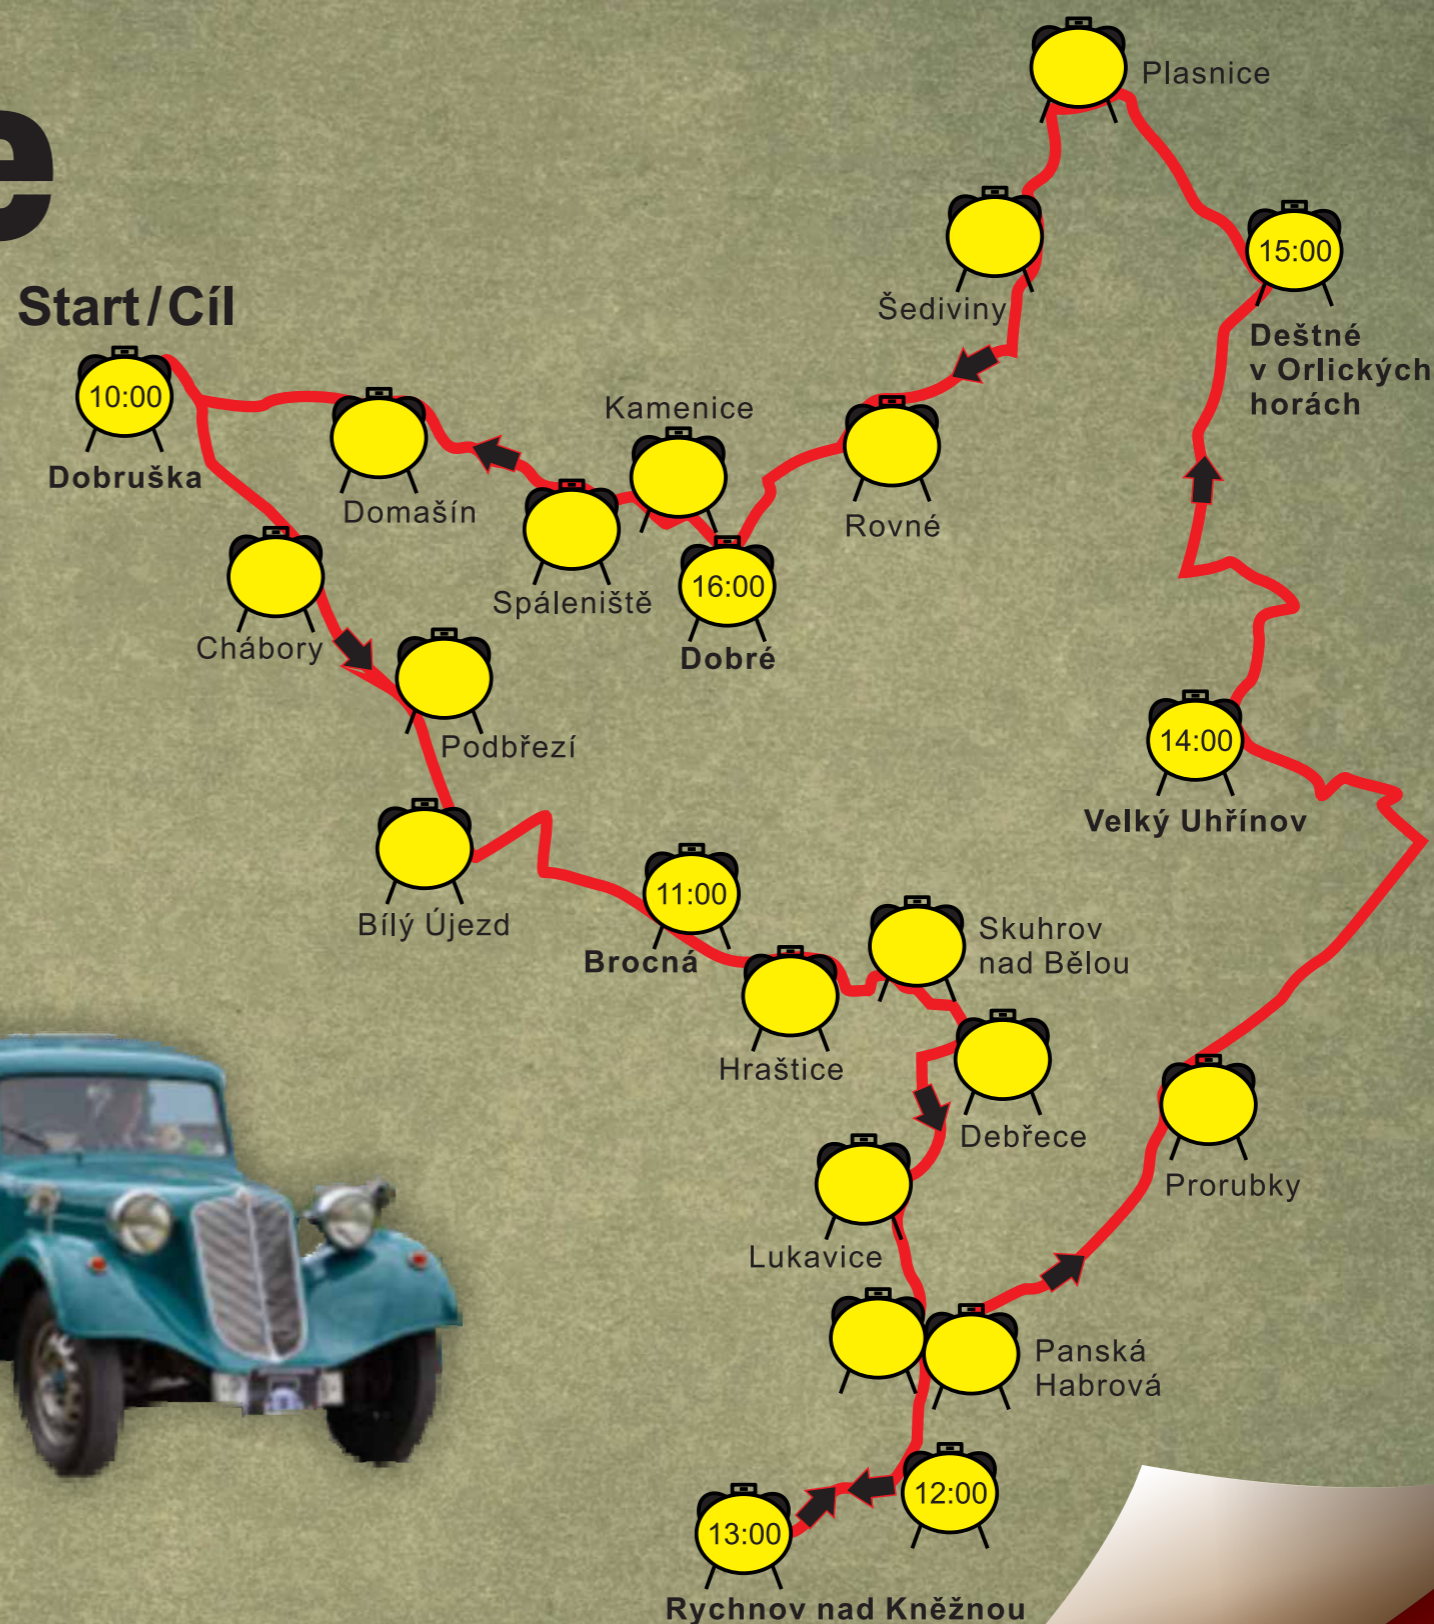 e
Plasnice
Šediviny
15:00
Deštné
v Orlických
horách
Start / Cíl
10:00
Dobruška
Domašín
Kamenice
Spáleniště
16:00
Dobré
Rovné
Chábory
Podbřezí
14:00
Velký Uhřínov
Bílý Újezd
11:00
Brocná
Hraštice
Skuhrov
nad Bělou
Debřece
Prorubky
Lukavice
Panská
Habrová
12:00
13:00
Rychnov nad Kněžnou